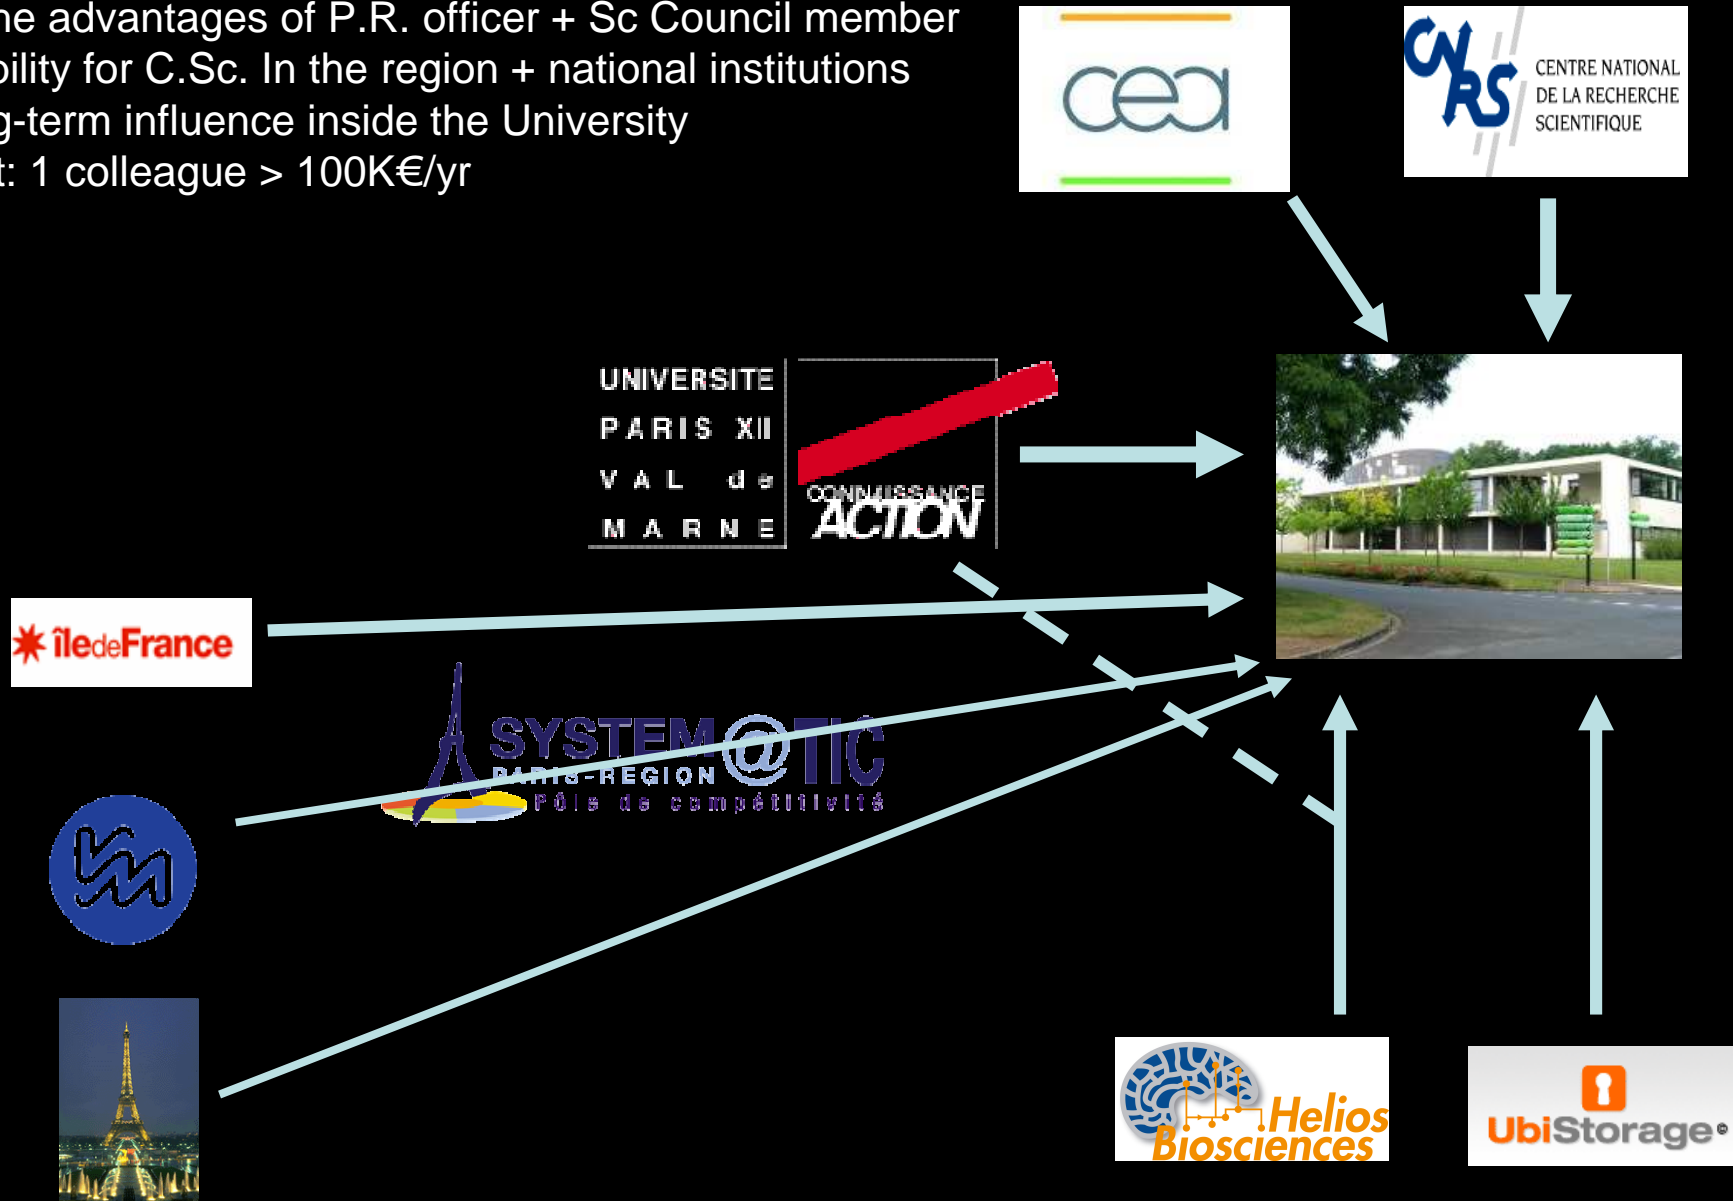 he advantages of P.R. officer + Sc Council member
bility for C.Sc. In the region + national institutions
g-term influence inside the University
t: 1 colleague > 100K€/yr
cea
CNRS
CENTRE NATIONAL
DE LA RECHERCHE
SCIENTIFIQUE
UNIVERSITE
PARIS XII
VAL de
MARNE
CONNAISSANCE
ACTION
îledeFrance
SYSTEM@TIC
PARIS-REGION
Pôle de compétitivité
Helios
Biosciences
UbiStorage©